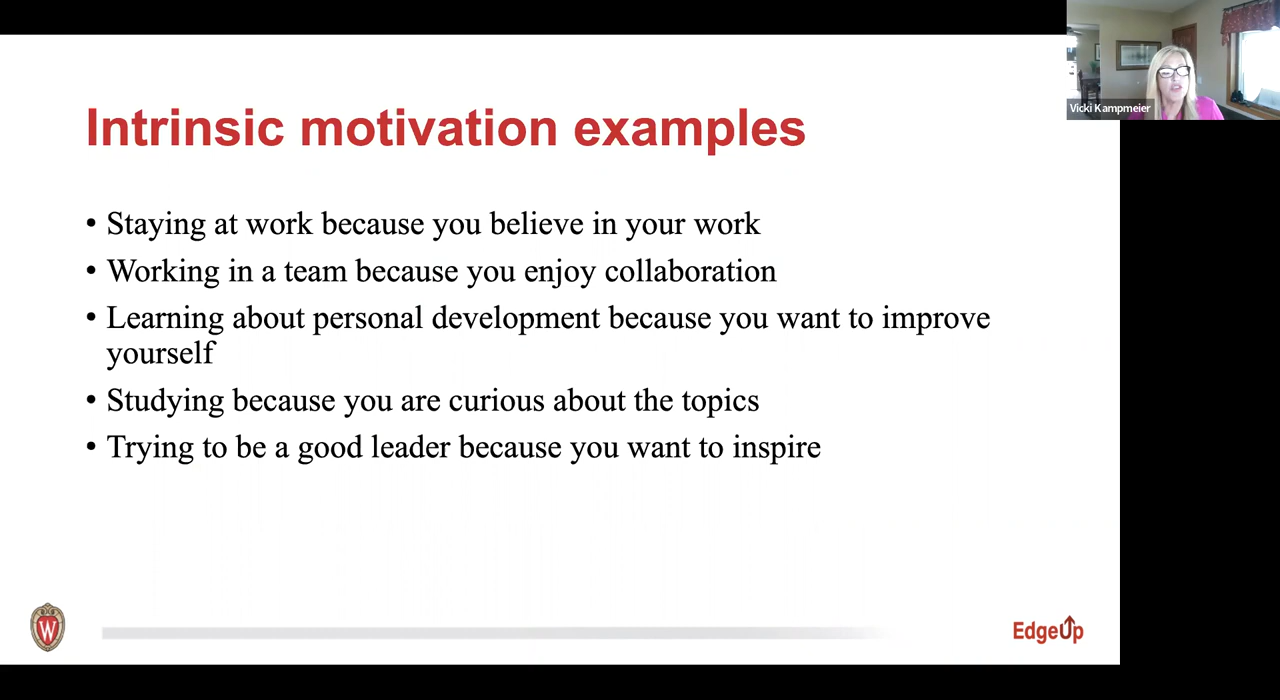 Vicki Kampmeier
Intrinsic motivation examples
• Staying at work because you believe in your work
• Working in a team because you enjoy collaboration
• Learning about personal development because you want to improve
yourself
• Studying because you are curious about the topics
• Trying to be a good leader because you want to inspire
W
EdgeUp